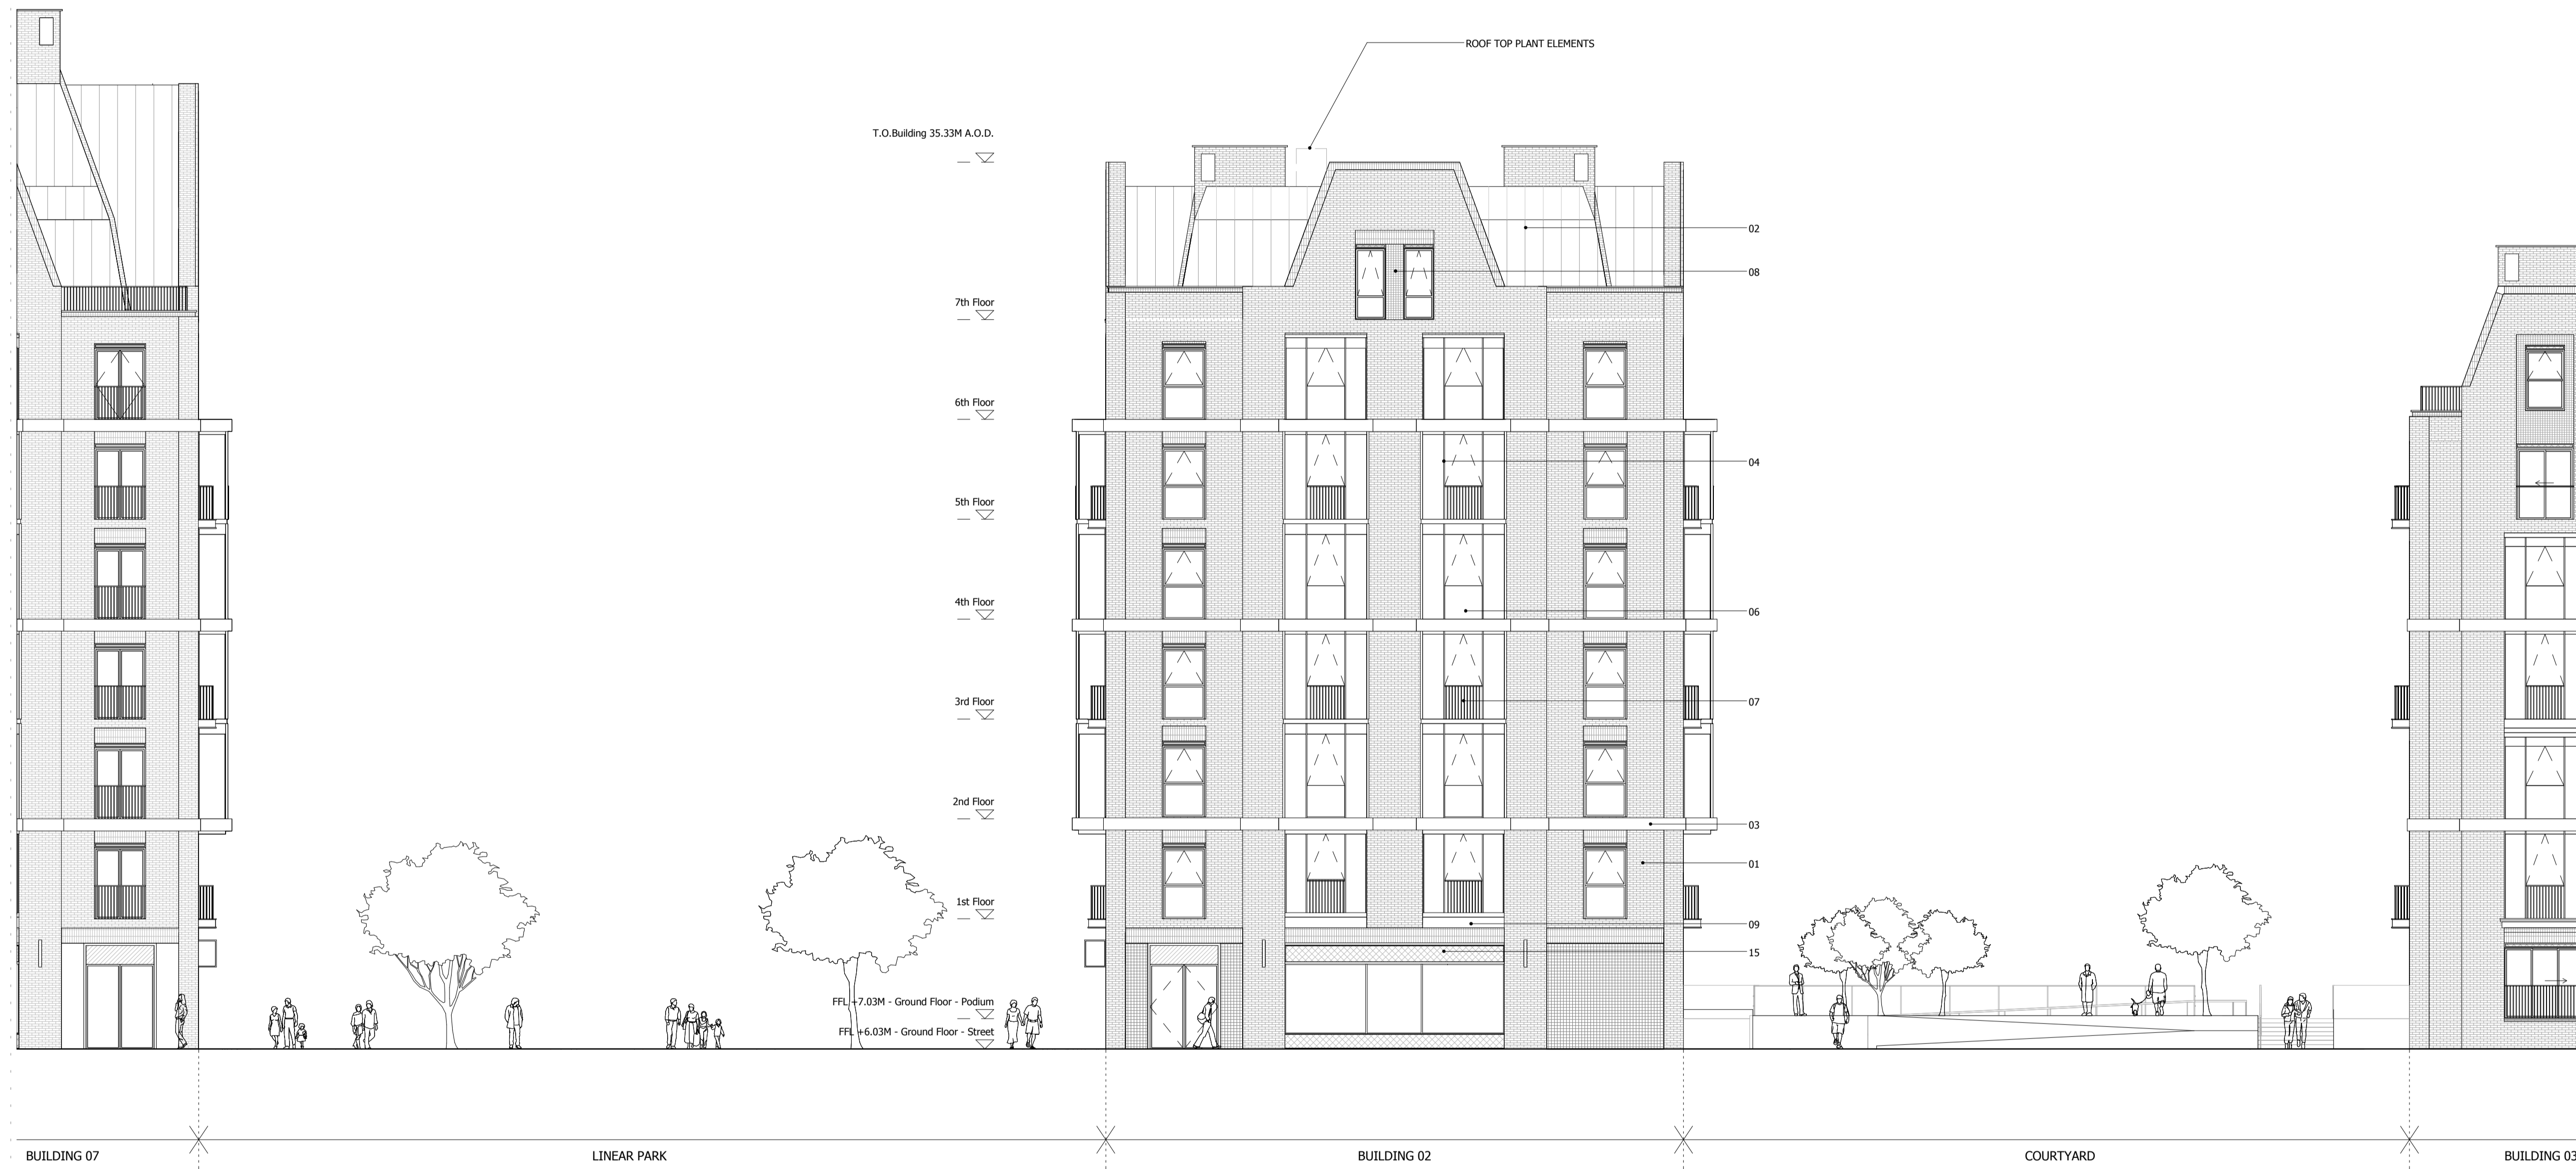 ROOF TOP PLANT ELEMENTS
T.O.Building 35.33M A.O.D.
02
08
7th Floor
6th Floor
04
5th Floor
4th Floor
06
3rd Floor
07
2nd Floor
03
01
1st Floor
09
15
FFL +7.03M - Ground Floor - Podium
FFL +6.03M - Ground Floor - Street
BUILDING 07
LINEAR PARK
BUILDING 02
COURTYARD
BUILDING 03